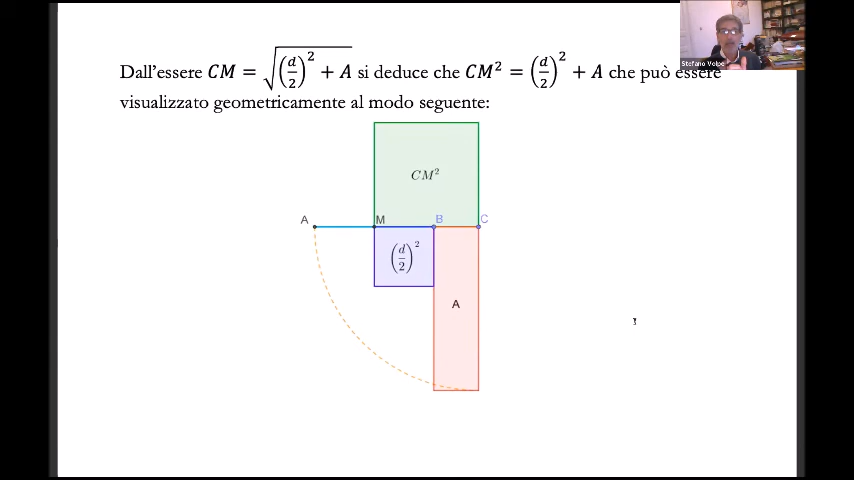 Dall'essere CM = √((d/2)² + A) si deduce che CM² = (d/2)² + A che può essere
visualizzato geometricamente al modo seguente:
Stefano Volpe
CM²
A M B C
(d/2)²
A